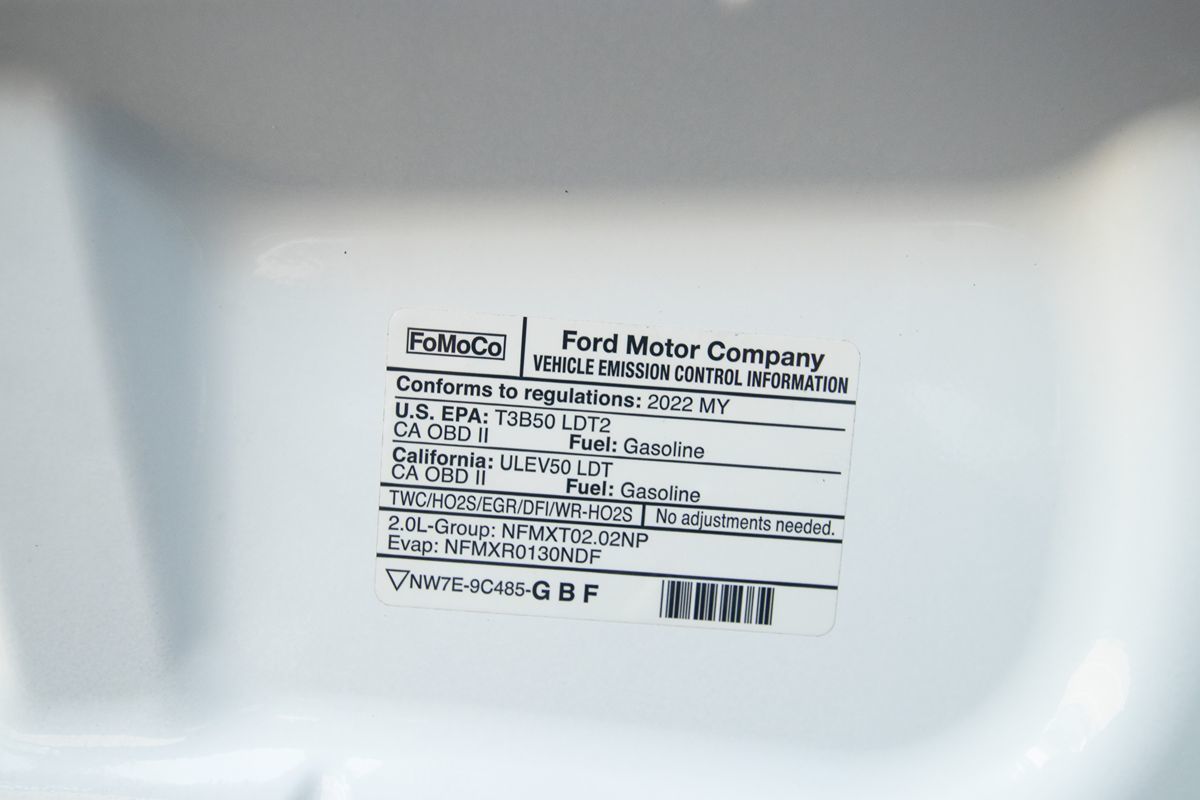 FoMoCo
Ford Motor Company
VEHICLE EMISSION CONTROL INFORMATION
Conforms to regulations: 2022 MY
U.S. EPA: T3B50 LDT2
CA OBD II Fuel: Gasoline
California: ULEV50 LDT
CA OBD II Fuel: Gasoline
TWC/HO2S/EGR/DFI/WR-HO2S No adjustments needed.
2.0L-Group: NFMXT02.02NP
Evap: NFMXR0130NDF
NW7E-9C485-G B F